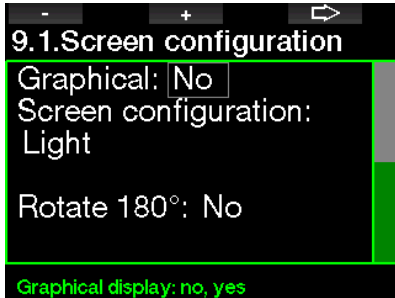 - + ⇨
9.1.Screen configuration
Graphical: No
Screen configuration:
Light
Rotate 180°: No
Graphical display: no, yes